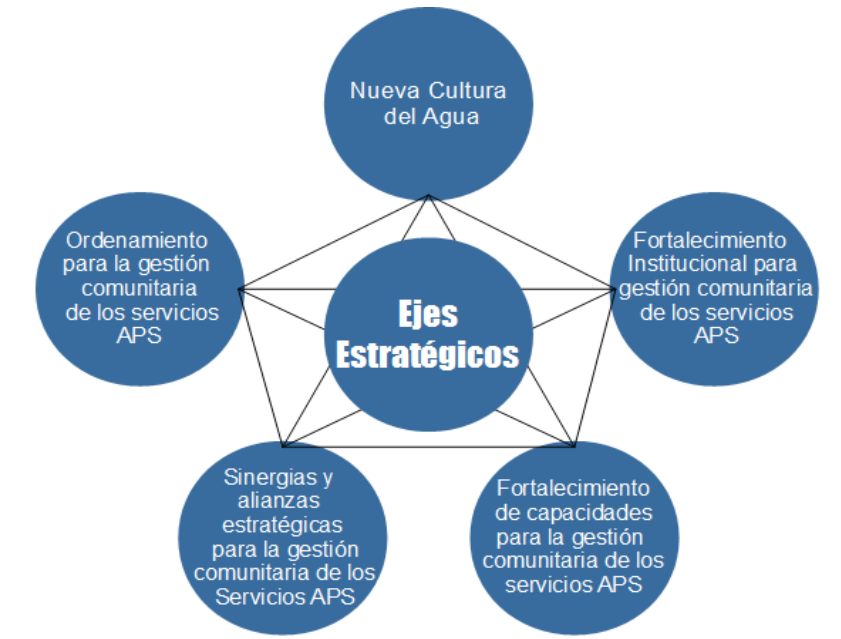 Nueva Cultura
del Agua
Ordenamiento
para la gestión
comunitaria
de los servicios
APS
Fortalecimiento
Institucional para
gestión comunitaria
de los servicios
APS
Ejes
Estratégicos
Sinergias y
alianzas
estratégicas
para la gestión
comunitaria de los
Servicios APS
Fortalecimiento
de capacidades
para la gestión
comunitaria de los
servicios APS